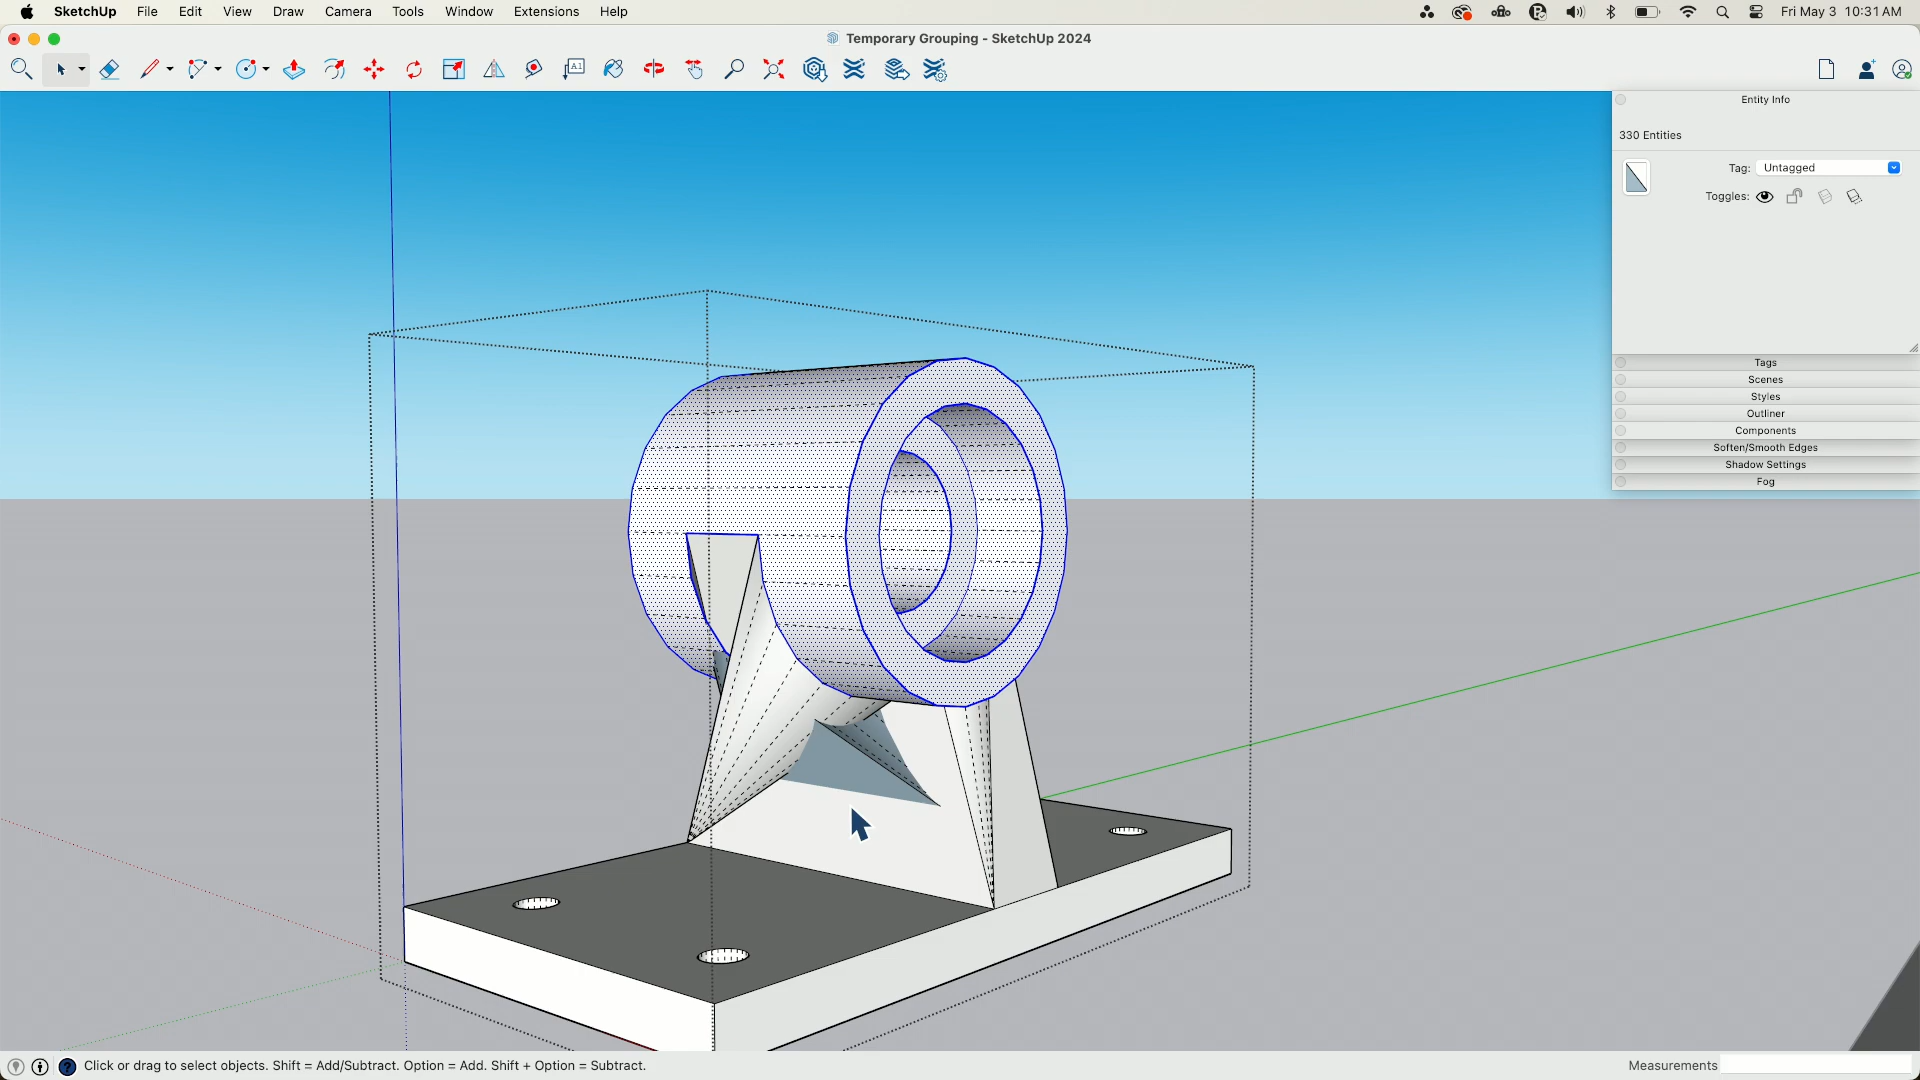 SketchUp File Edit View Draw Camera Tools Window Extensions Help Fri May 3 10:31 AM
Temporary Grouping - SketchUp 2024
A1
Entity Info
330 Entities
Tag: Untagged
Toggles:
Tags
Scenes
Styles
Outliner
Components
Soften/Smooth Edges
Shadow Settings
Fog
Click or drag to select objects. Shift = Add/Subtract. Option = Add. Shift + Option = Subtract. Measurements